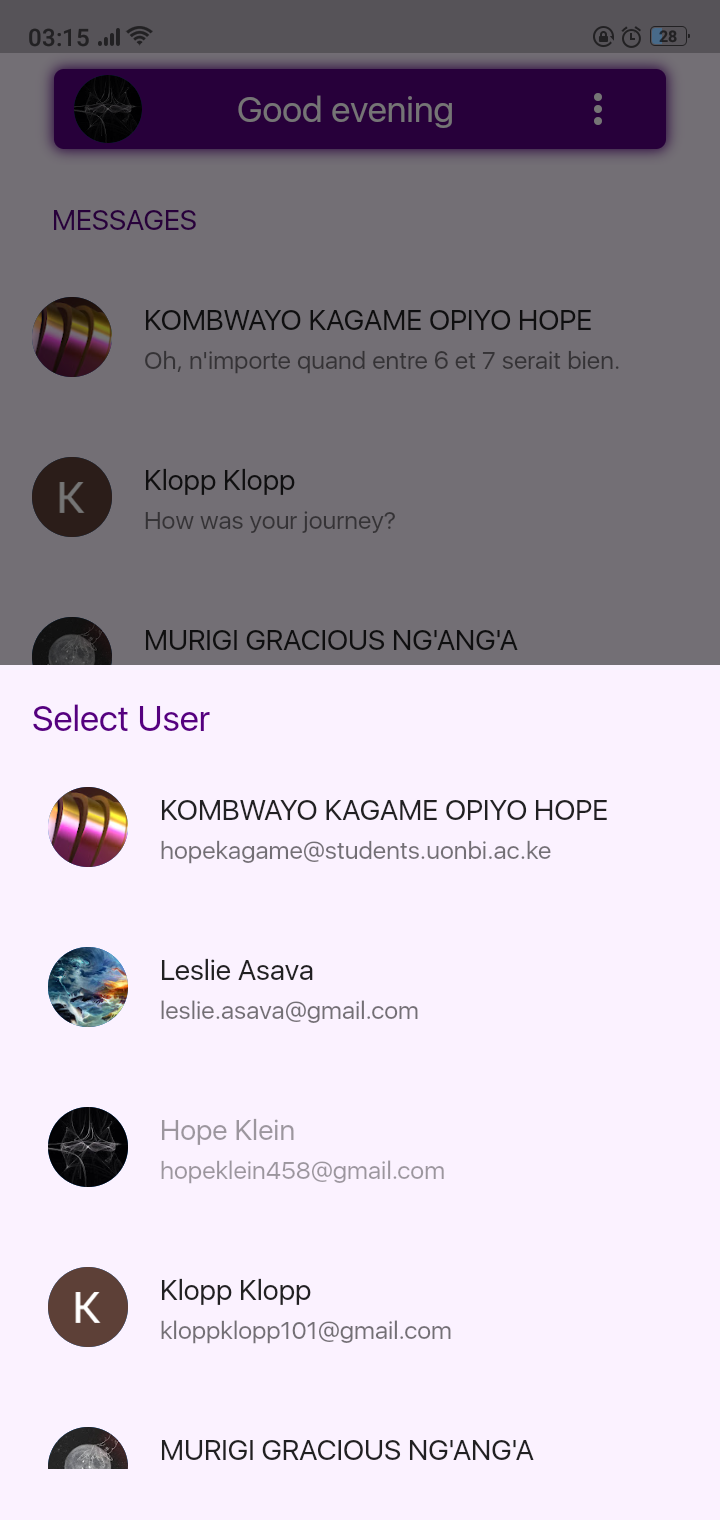 03:15
28
Good evening
MESSAGES
KOMBWAYO KAGAME OPIYO HOPE
Oh, n'importe quand entre 6 et 7 serait bien.
K
Klopp Klopp
How was your journey?
MURIGI GRACIOUS NG'ANG'A
Select User
KOMBWAYO KAGAME OPIYO HOPE
hopekagame@students.uonbi.ac.ke
Leslie Asava
leslie.asava@gmail.com
Hope Klein
hopeklein458@gmail.com
K
Klopp Klopp
kloppklopp101@gmail.com
MURIGI GRACIOUS NG'ANG'A